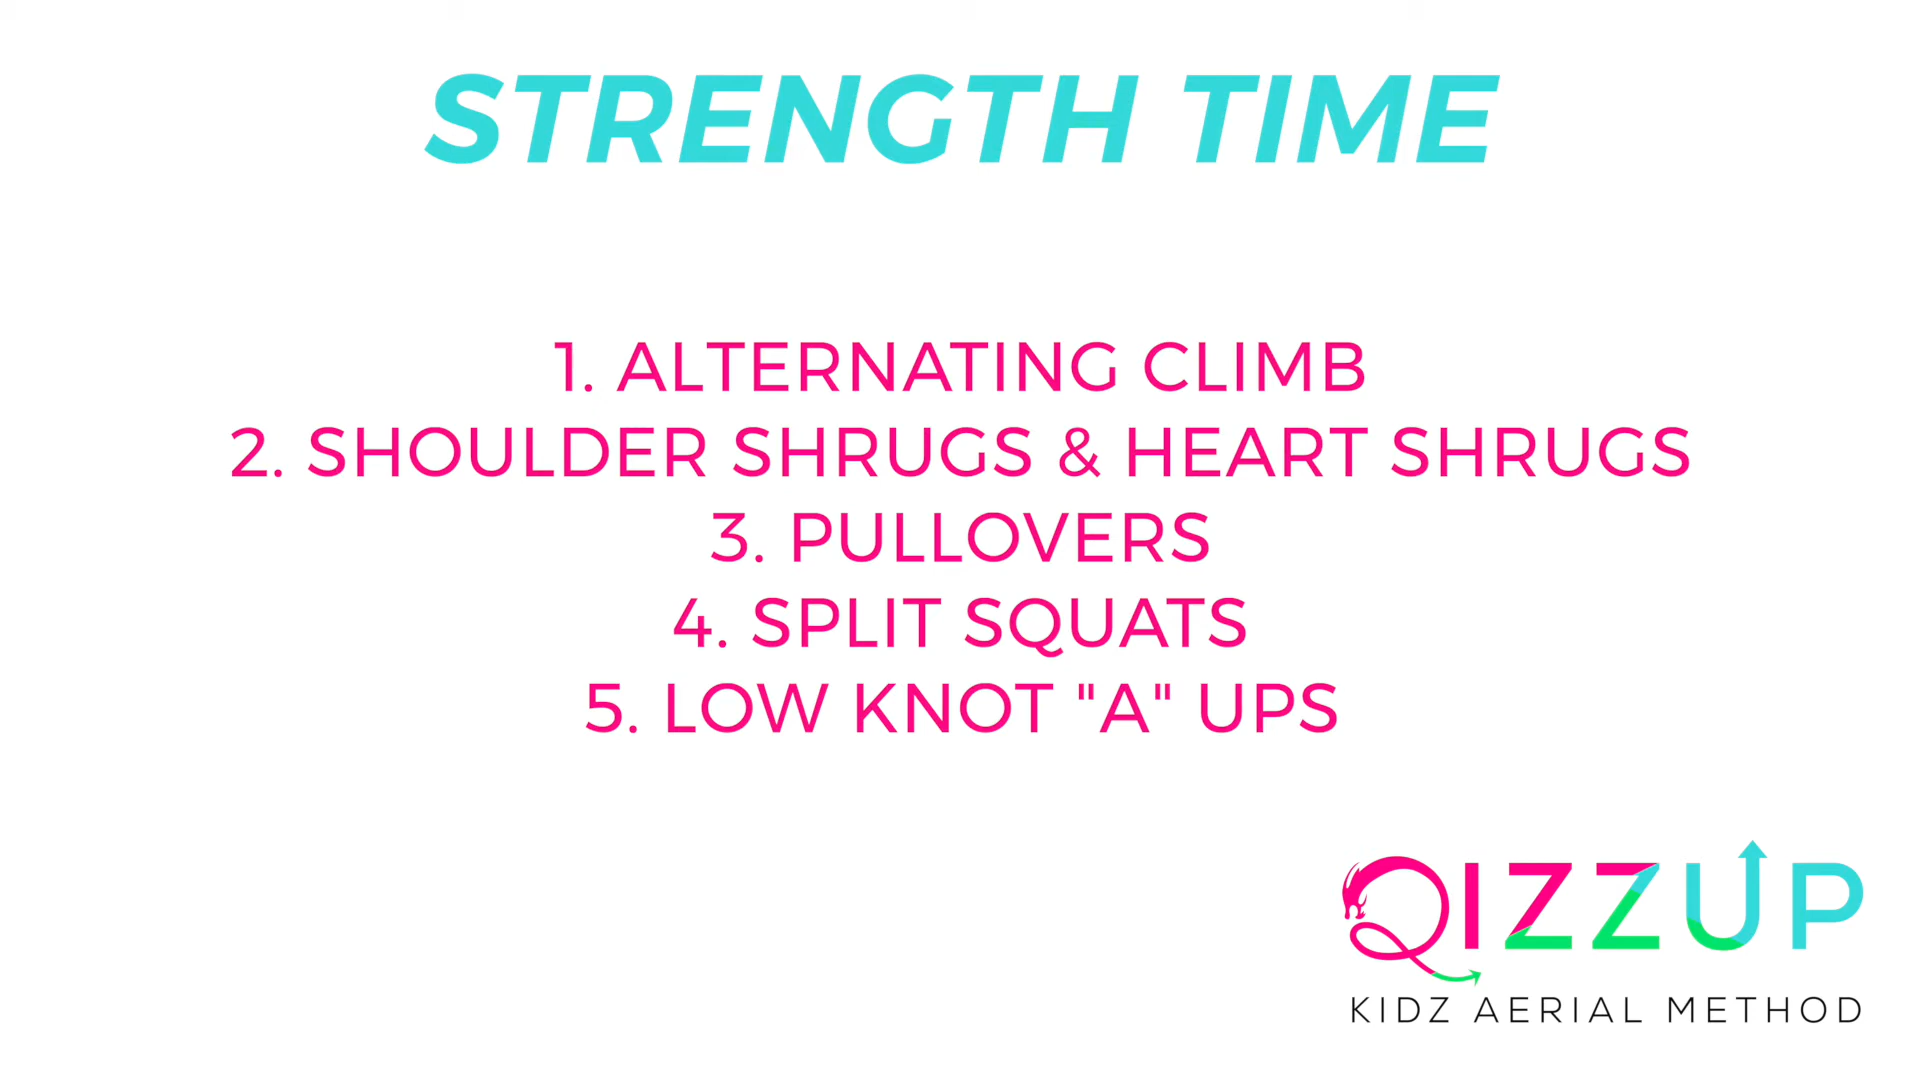 STRENGTH TIME
1. ALTERNATING CLIMB
2. SHOULDER SHRUGS & HEART SHRUGS
3. PULLOVERS
4. SPLIT SQUATS
5. LOW KNOT "A" UPS
QIZZUP
KIDZ AERIAL METHOD